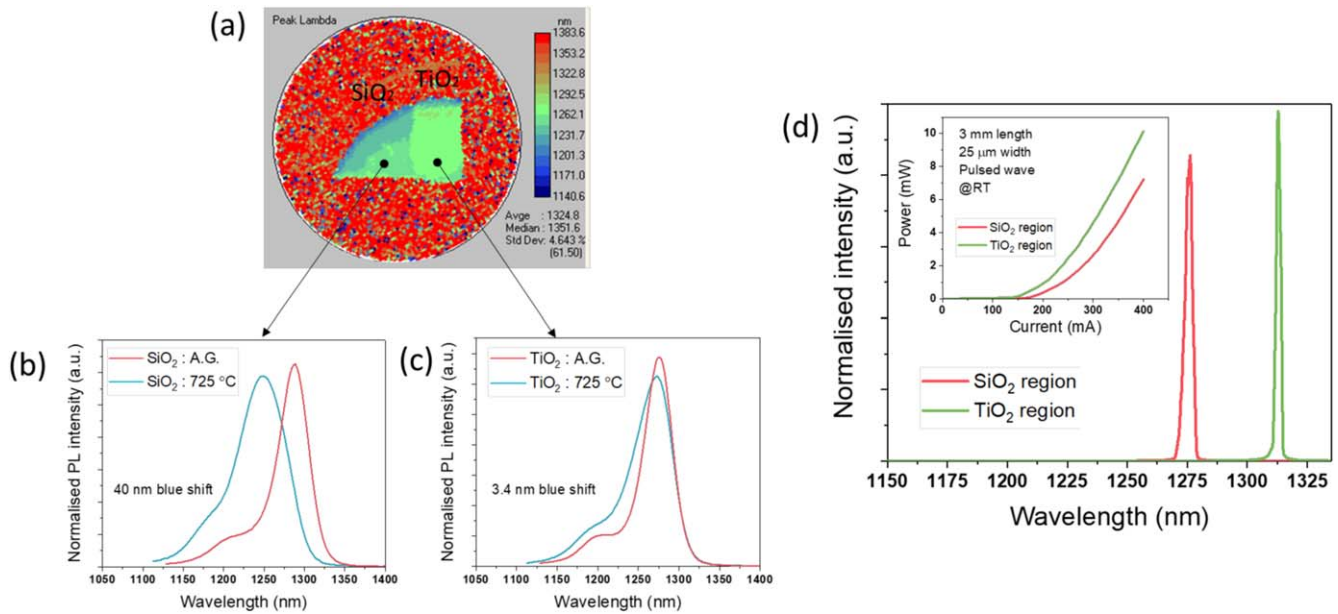 (a)
Peak Lambda
nm
1383.6
1353.2
1322.8
1292.5
1262.1
1231.7
1201.3
1171.0
1140.6
SiO₂
TiO₂
Avge : 1324.8
Median : 1351.6
Std Dev: 4.643 %
(61.50)
(b)
Normalised PL intensity (a.u.)
SiO₂ : A.G.
SiO₂ : 725 °C
40 nm blue shift
1050 1100 1150 1200 1250 1300 1350 1400
Wavelength (nm)
(c)
Normalised PL intensity (a.u.)
TiO₂ : A.G.
TiO₂ : 725 °C
3.4 nm blue shift
1050 1100 1150 1200 1250 1300 1350 1400
Wavelength (nm)
(d)
Normalised intensity (a.u.)
Power (mW)
10
8
6
4
2
0
3 mm length
25 μm width
Pulsed wave
@RT
SiO₂ region
TiO₂ region
0 100 200 300 400
Current (mA)
SiO₂ region
TiO₂ region
1150 1175 1200 1225 1250 1275 1300 1325
Wavelength (nm)